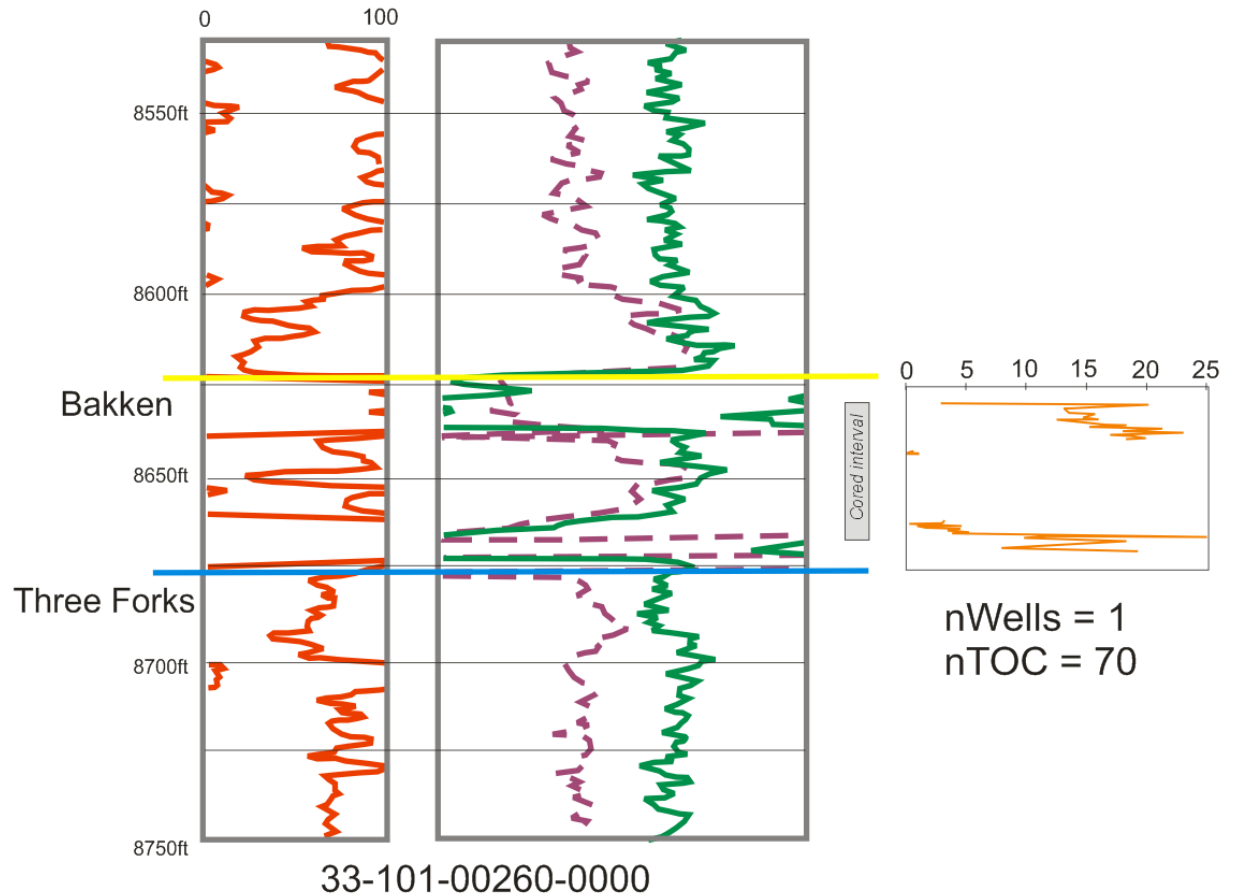 0 100
8550ft
8600ft
Bakken
8650ft
Three Forks
8700ft
8750ft
33-101-00260-0000
Cored interval
0 5 10 15 20 25
nWells = 1
nTOC = 70